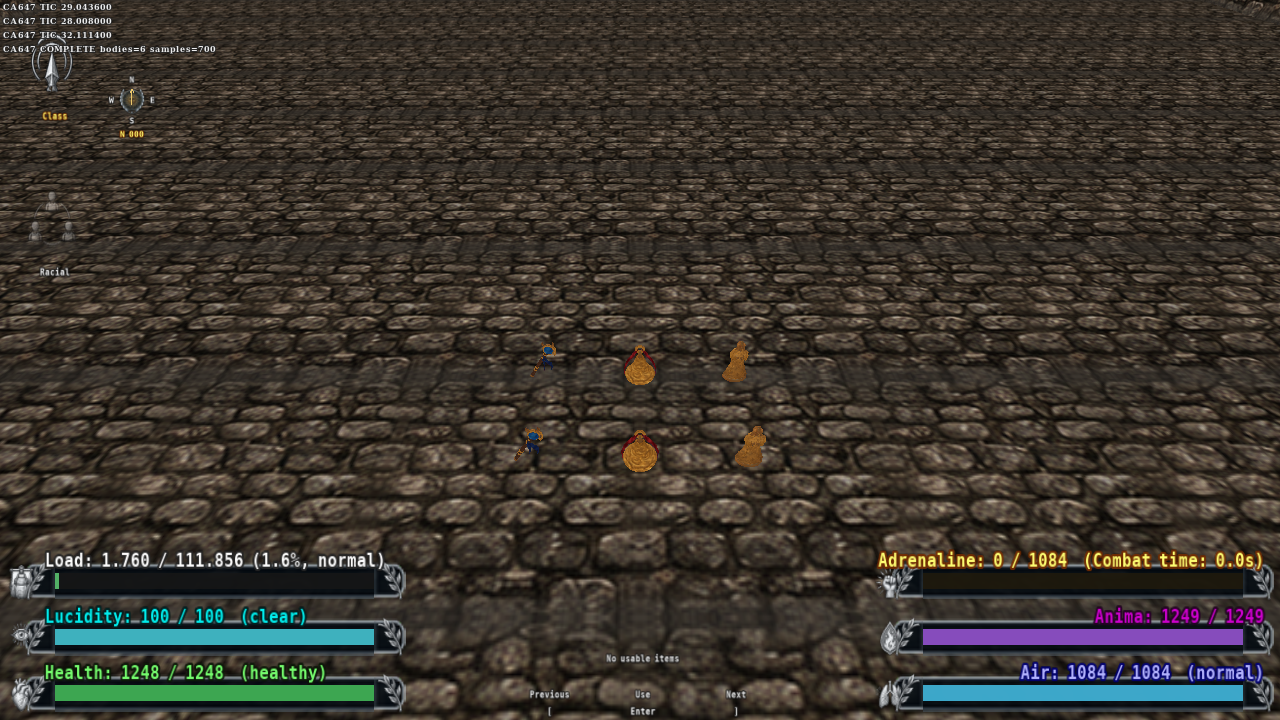 CA647 TIC 29.043600
CA647 TIC 28.008000
CA647 TIC 32.111400
CA647 COMPLETE bodies=6 samples=700
Class
N
W E
S
N 000
Racial
Load: 1.760 / 111.856 (1.6%, normal)
Adrenaline: 0 / 1084 (Combat time: 0.0s)
Lucidity: 100 / 100 (clear)
Anima: 1249 / 1249
Health: 1248 / 1248 (healthy)
Air: 1084 / 1084 (normal)
No usable items
Previous Use Next
[ Enter ]